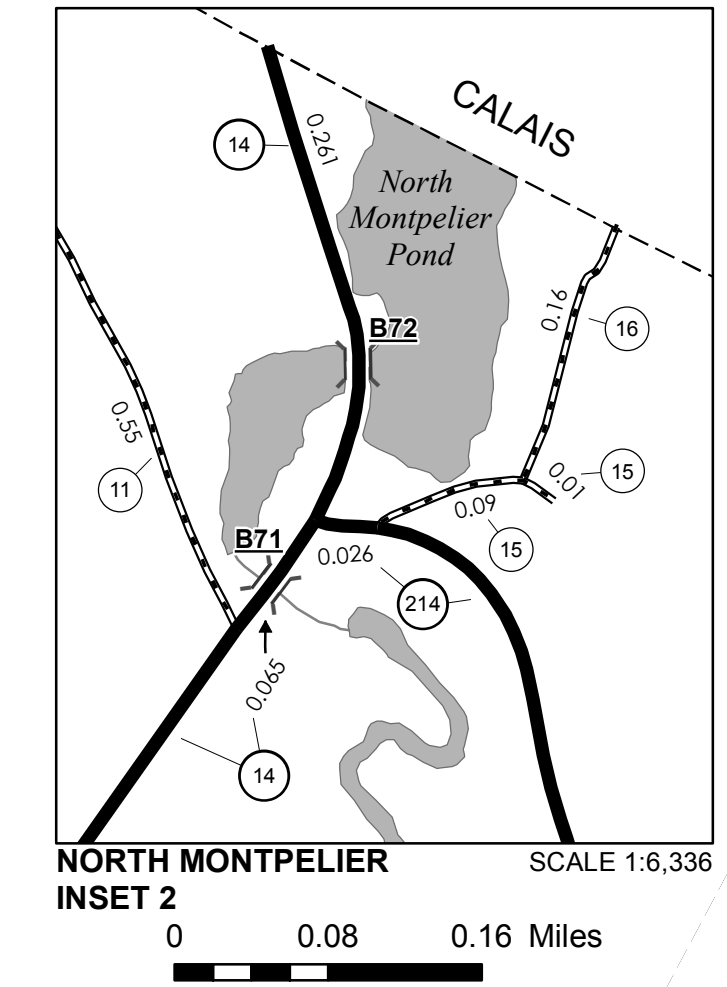 CALAIS
14
0.261
North
Montpelier
Pond
0.16
16
B72
0.55
11
0.01
15
0.09
15
B71
0.026
214
0.065
14
NORTH MONTPELIER
INSET 2
SCALE 1:6,336
0 0.08 0.16 Miles